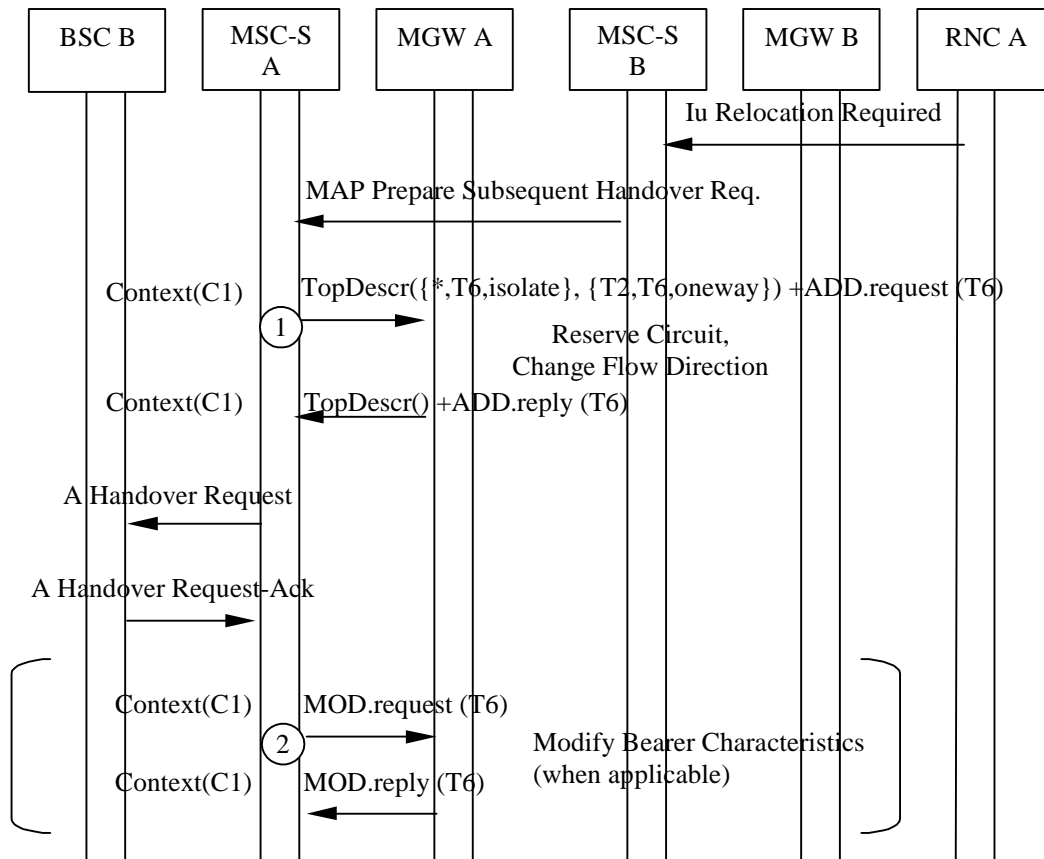 BSC B
MSC-S
A
MGW A
MSC-S
B
MGW B
RNC A
Iu Relocation Required
MAP Prepare Subsequent Handover Req.
Context(C1)
TopDescr({*,T6,isolate}, {T2,T6,oneway}) +ADD.request (T6)
1
Reserve Circuit,
Change Flow Direction
Context(C1)
TopDescr() +ADD.reply (T6)
A Handover Request
A Handover Request-Ack
Context(C1)
MOD.request (T6)
2
Modify Bearer Characteristics
(when applicable)
Context(C1)
MOD.reply (T6)